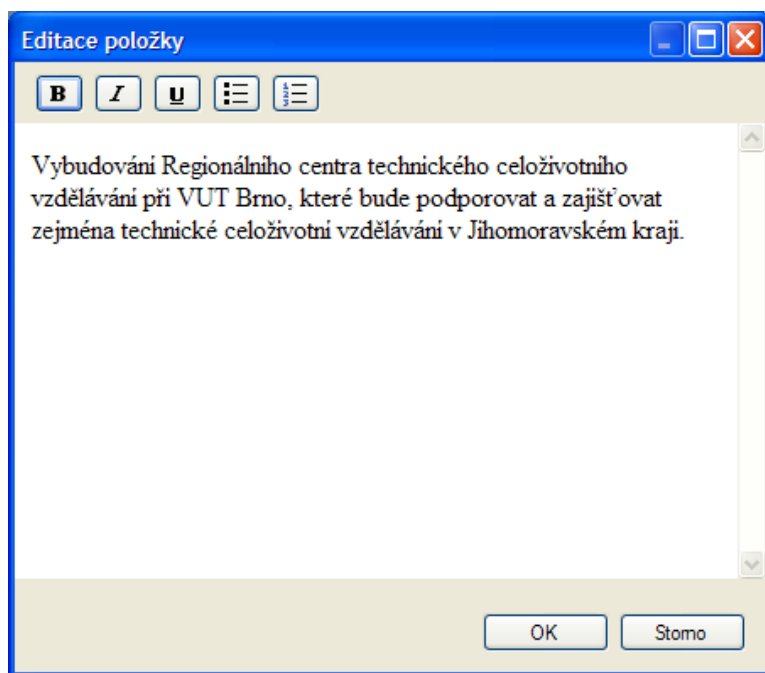 Editace položky
B I U
Vybudování Regionálního centra technického celoživotního
vzdělávání při VUT Brno, které bude podporovat a zajišťovat
zejména technické celoživotní vzdělávání v Jihomoravském kraji.
OK Storno